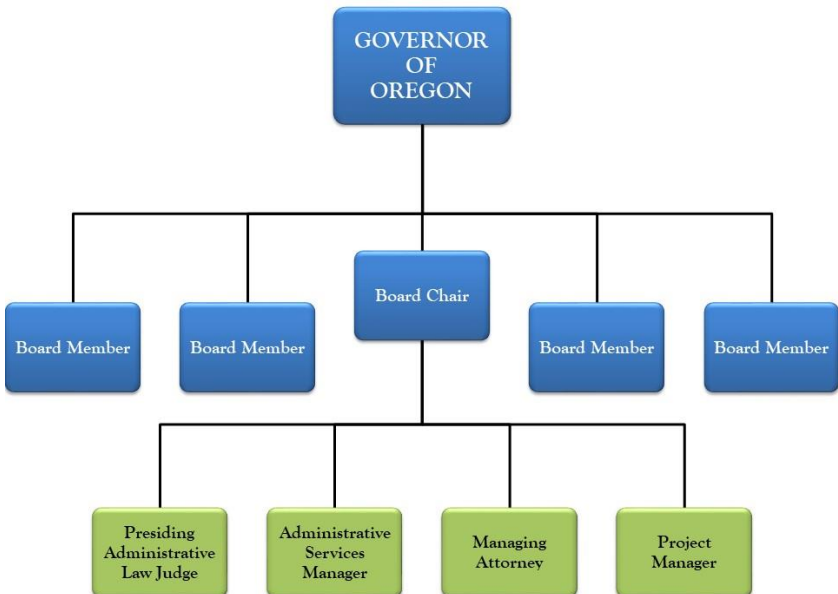 GOVERNOR
OF
OREGON
Board Chair
Board Member
Board Member
Board Member
Board Member
Presiding
Administrative
Law Judge
Administrative
Services
Manager
Managing
Attorney
Project
Manager